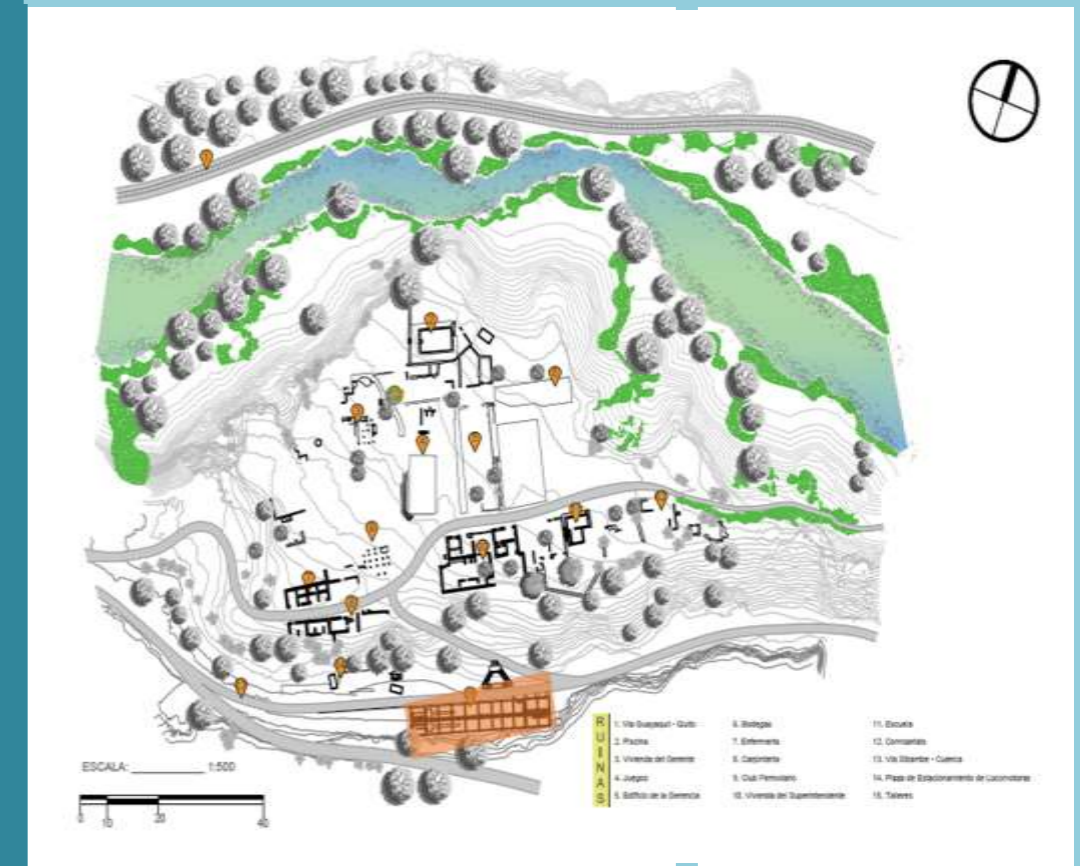 ESCALA: ____________ 1:500
0 10 20 40
RUINAS
1. Vía Guayaquil - Quito
2. Piscina
3. Vivienda del Gerente
4. Juegos
5. Edificio de la Gerencia
6. Bodegas
7. Enfermería
8. Carpintería
9. Club Ferroviario
10. Vivienda del Superintendente
11. Escuela
12. Comisariato
13. Vía Sibambe - Cuenca
14. Plaza de Estacionamiento de Locomotoras
15. Talleres